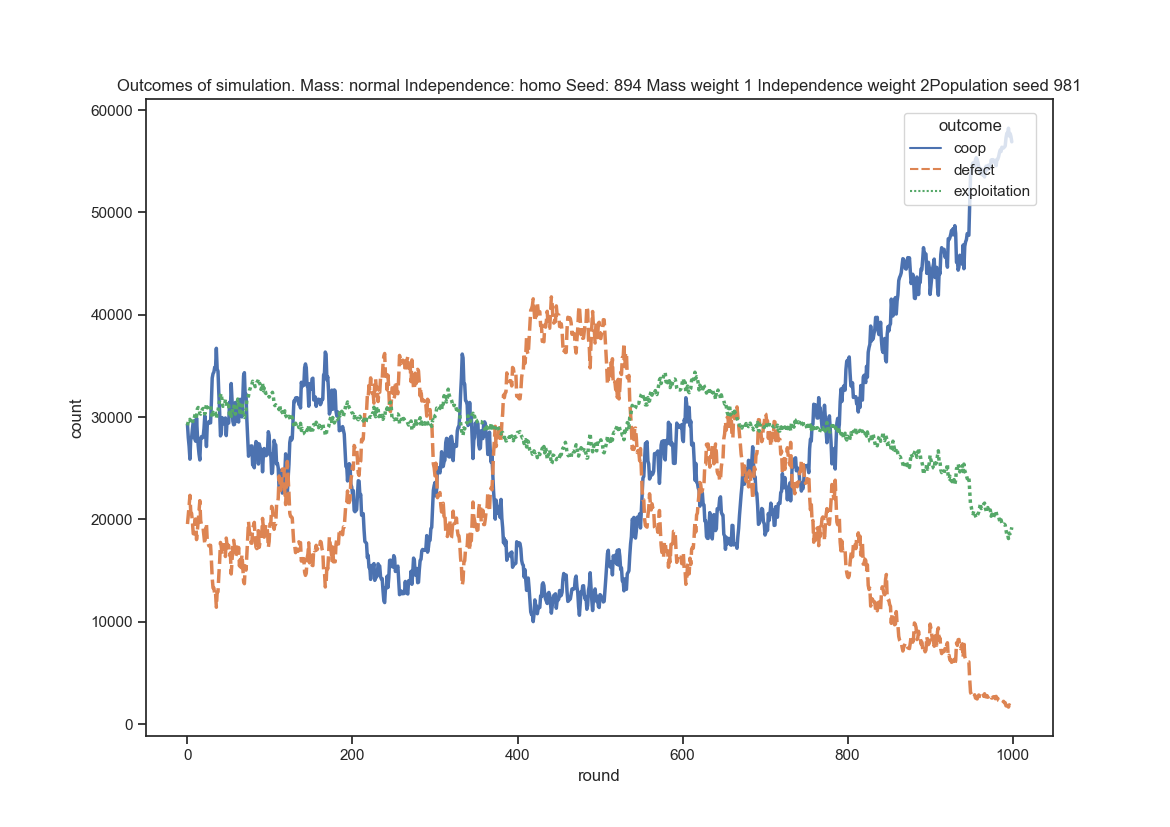 Outcomes of simulation. Mass: normal Independence: homo Seed: 894 Mass weight 1 Independence weight 2Population seed 981
60000
50000
40000
30000
20000
10000
0
count
outcome
coop
defect
exploitation
0
200
400
600
800
1000
round